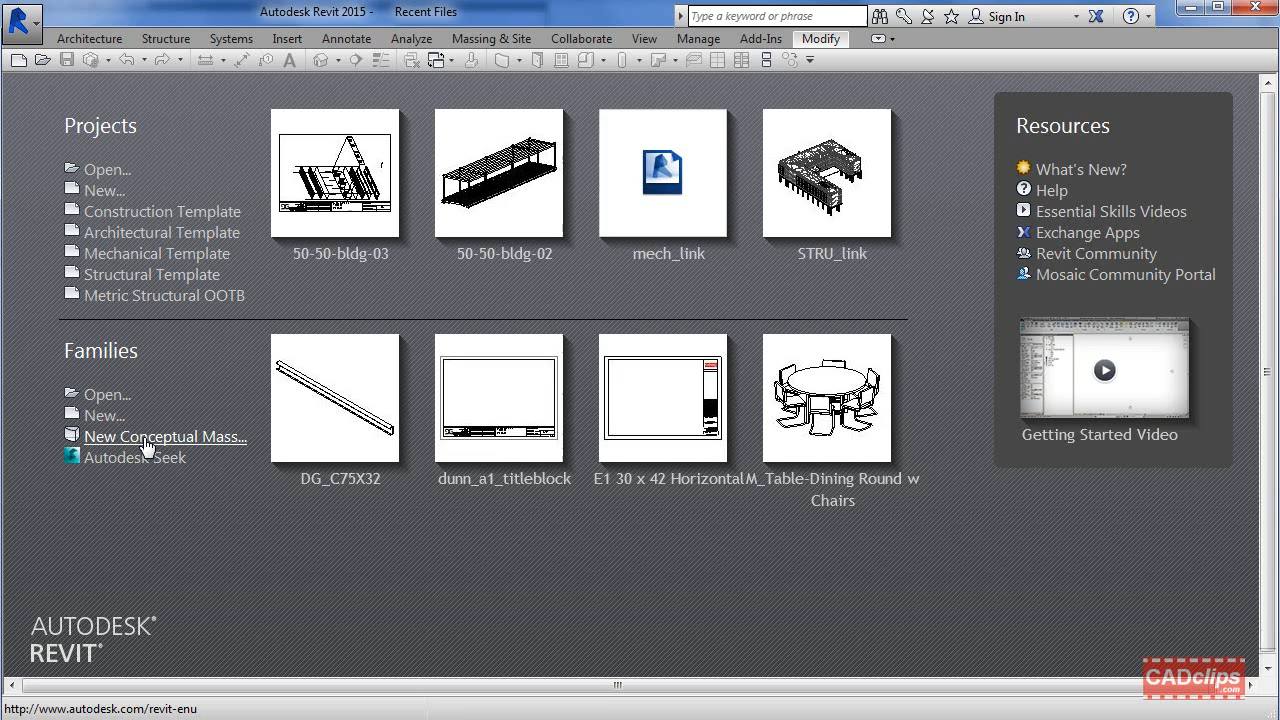 Autodesk Revit 2015 - Recent Files
Type a keyword or phrase
Sign In
Architecture Structure Systems Insert Annotate Analyze Massing & Site Collaborate View Manage Add-Ins Modify
Projects
Open...
New...
Construction Template
Architectural Template
Mechanical Template
Structural Template
Metric Structural OOTB
50-50-bldg-03
50-50-bldg-02
mech_link
STRU_link
Families
Open...
New...
New Conceptual Mass...
Autodesk Seek
DG_C75X32
dunn_a1_titleblock
E1 30 x 42 Horizontal
M_Table-Dining Round w
Chairs
Resources
What's New?
Help
Essential Skills Videos
Exchange Apps
Revit Community
Mosaic Community Portal
Getting Started Video
AUTODESK®
REVIT®
CADclips
.com
http://www.autodesk.com/revit-enu